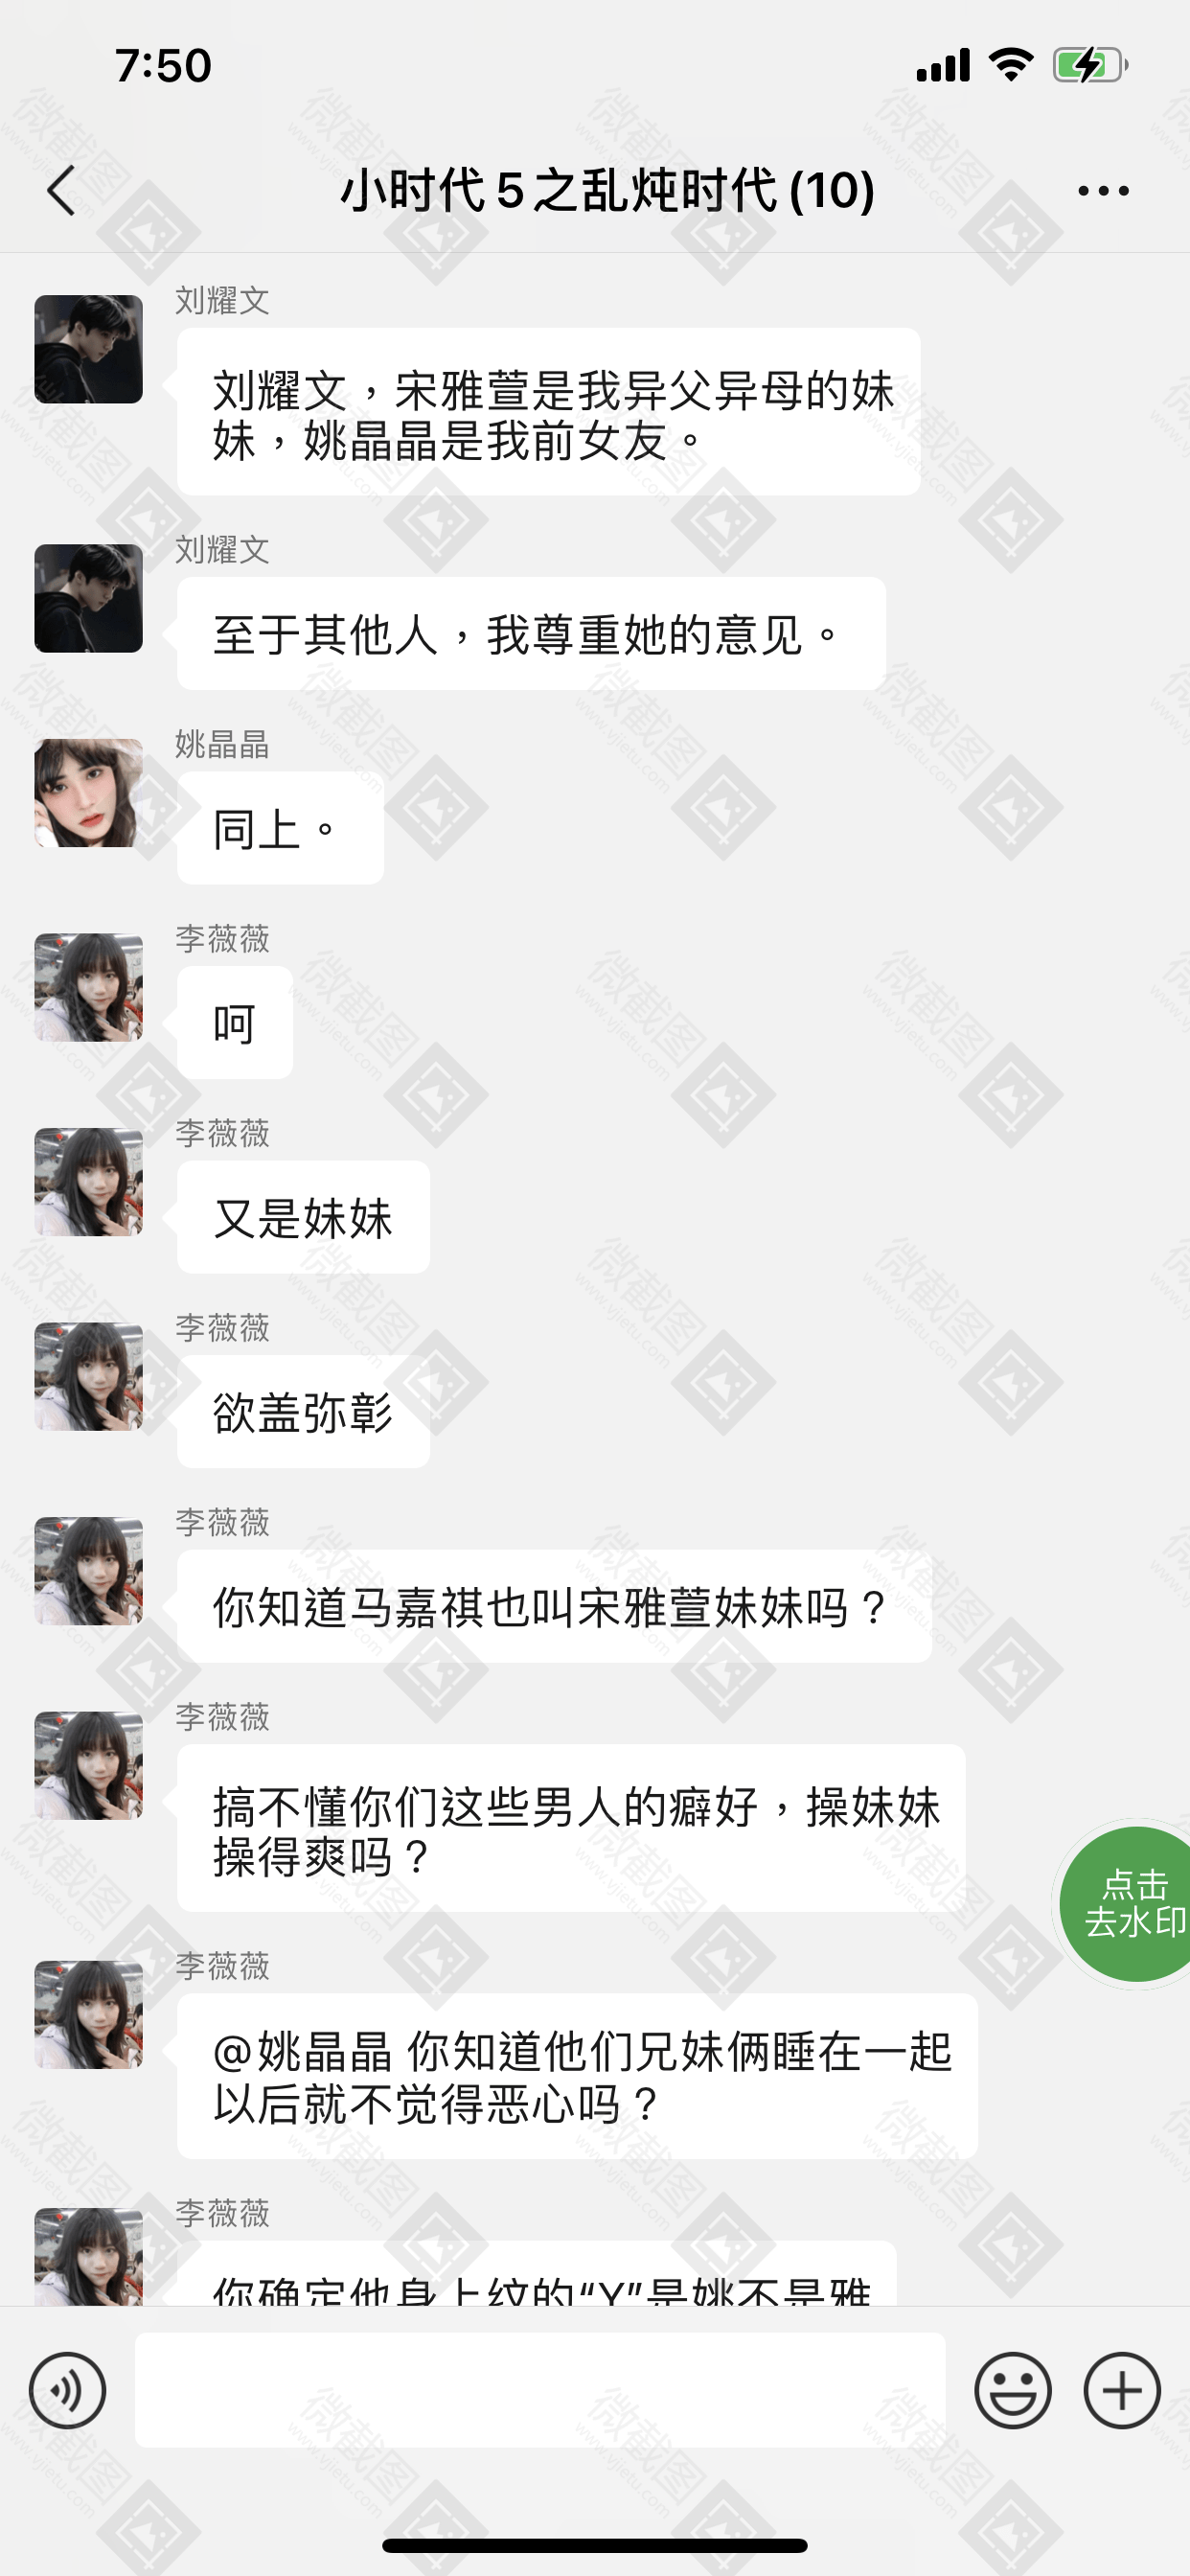 7:50
小时代5之乱炖时代(10)
刘耀文
刘耀文，宋雅萱是我异父异母的妹
妹，姚晶晶是我前女友。
刘耀文
至于其他人，我尊重她的意见。
姚晶晶
同上。
李薇薇
呵
李薇薇
又是妹妹
李薇薇
欲盖弥彰
李薇薇
你知道马嘉祺也叫宋雅萱妹妹吗？
李薇薇
搞不懂你们这些男人的癖好，操妹妹
操得爽吗？
点击
去水印
李薇薇
@姚晶晶 你知道他们兄妹俩睡在一起
以后就不觉得恶心吗？
李薇薇
你确定他身上纹的“Y”是姚不是雅
微截图
www.vjietu.com